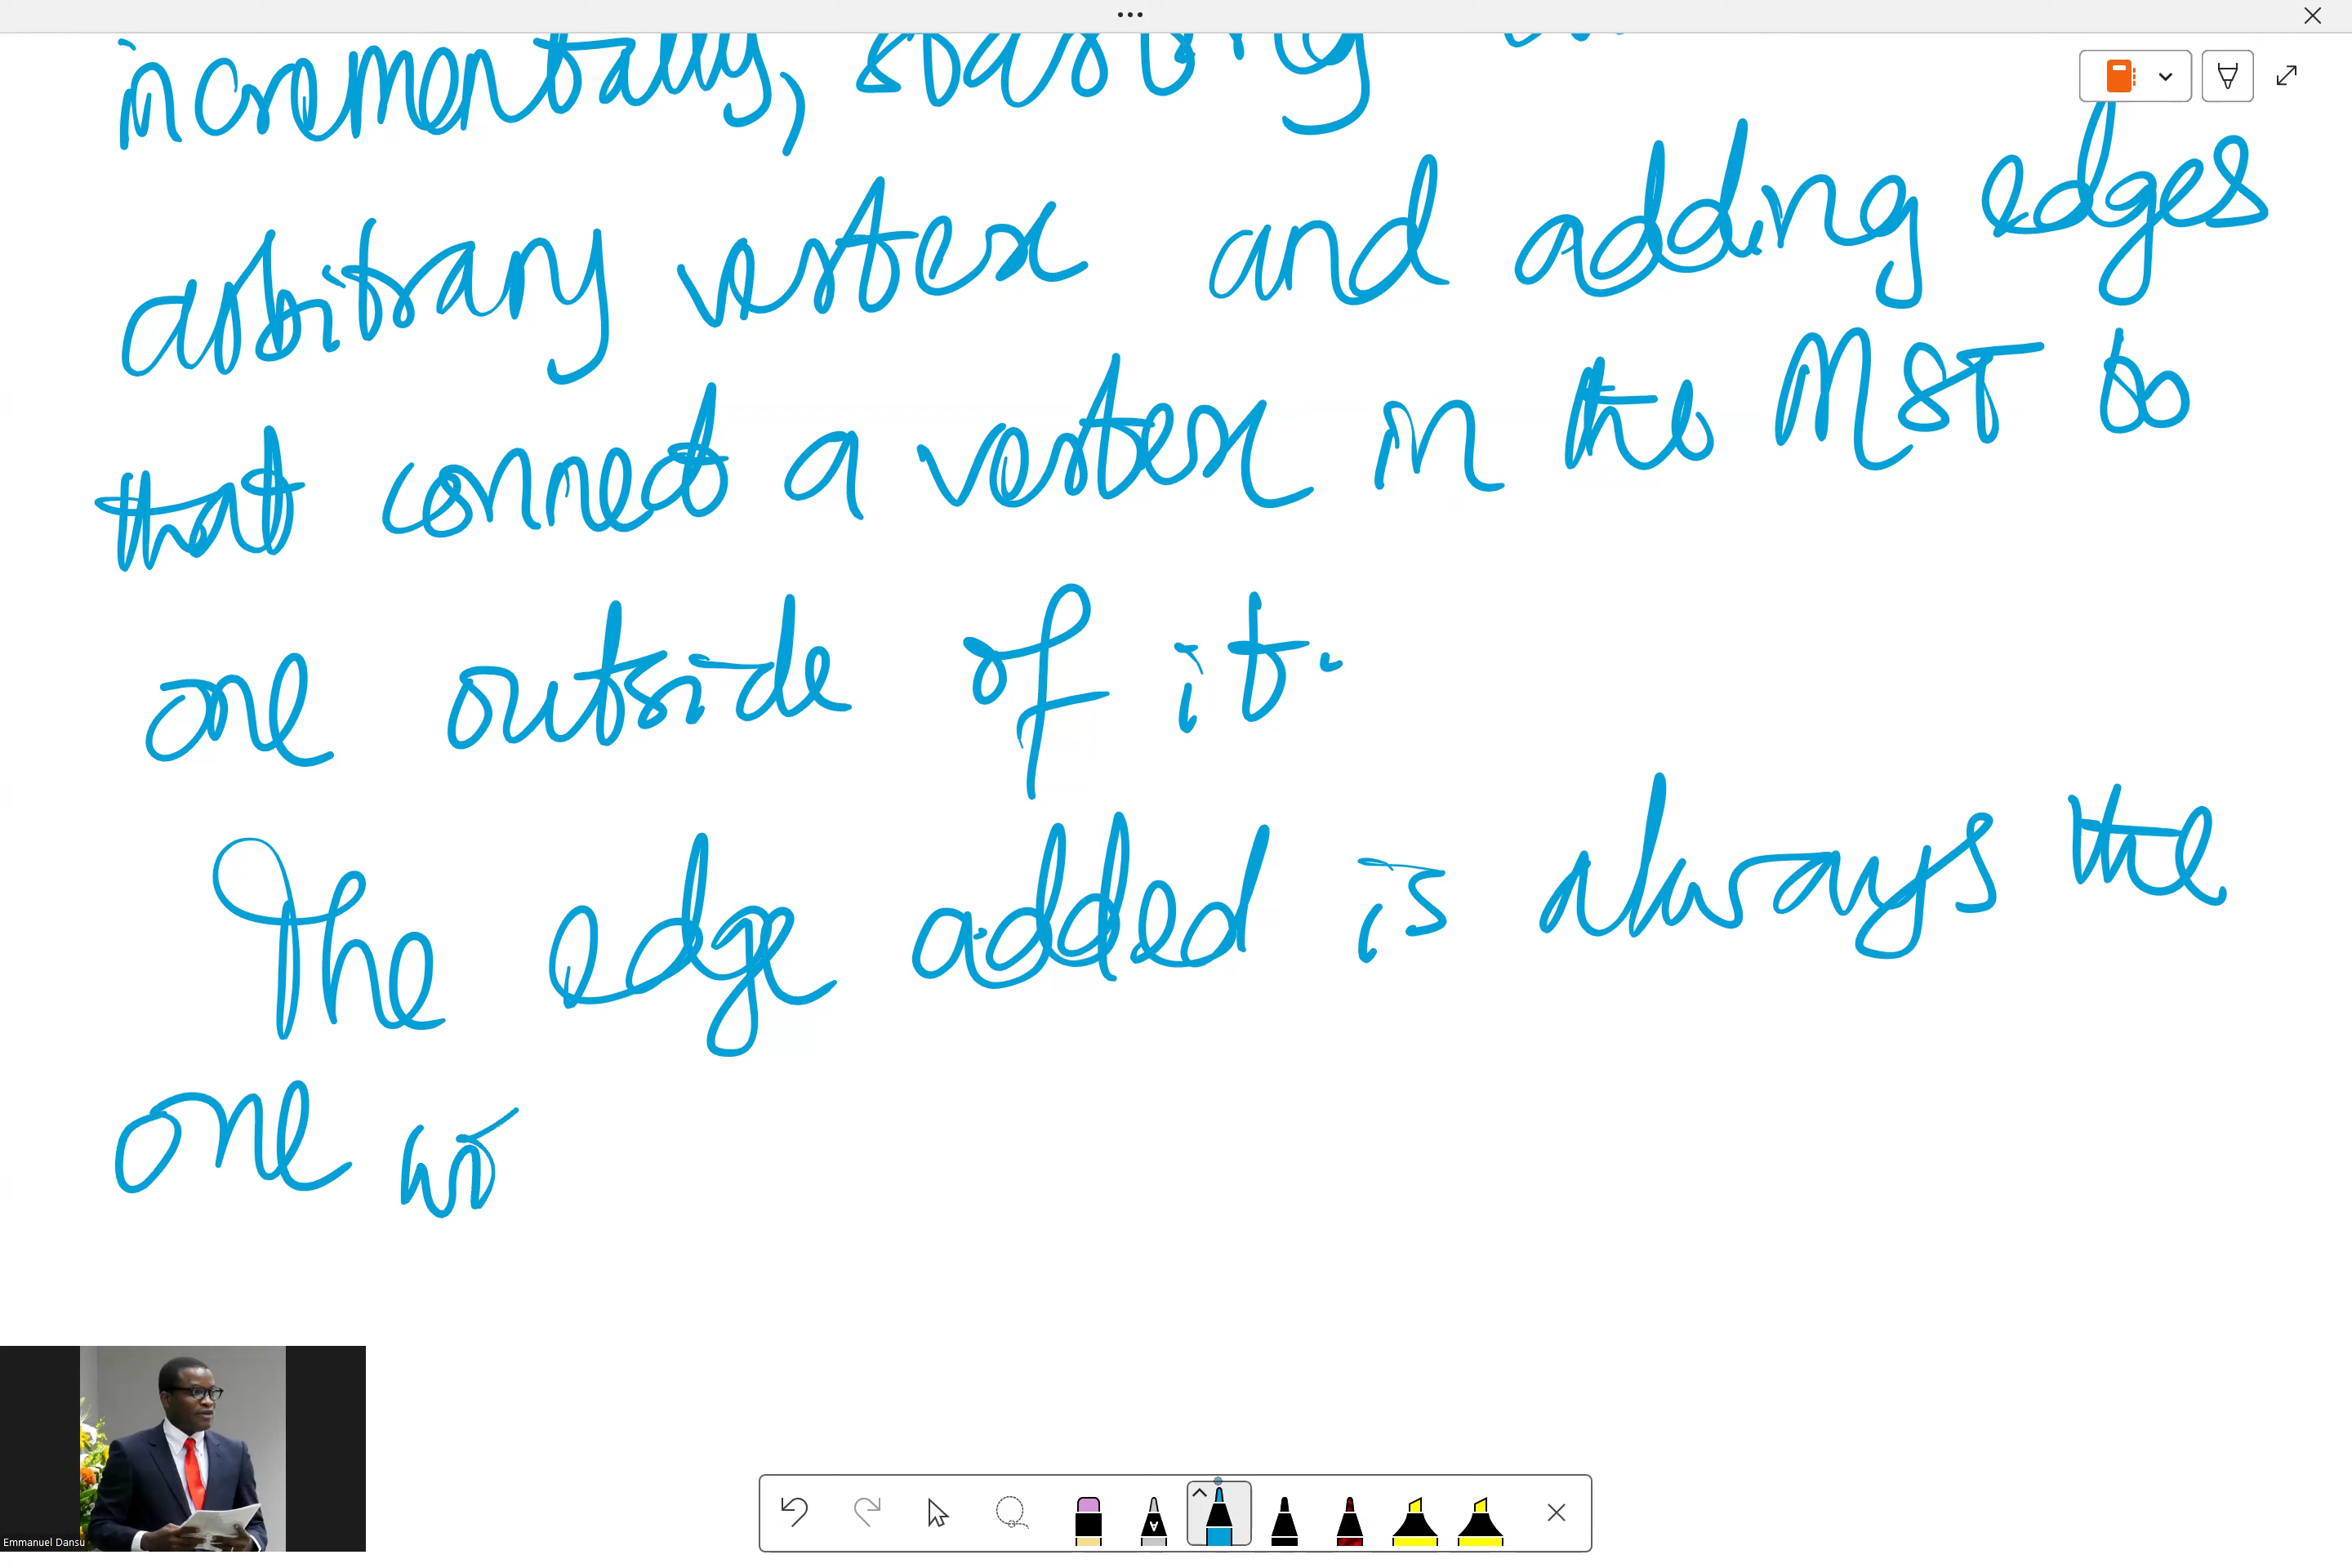 incrementally, starting
arbitrary vertex and adding edges
that connect a vertex in the MST to
one outside of it.
The edge added is always the
one
Emmanuel Dansu